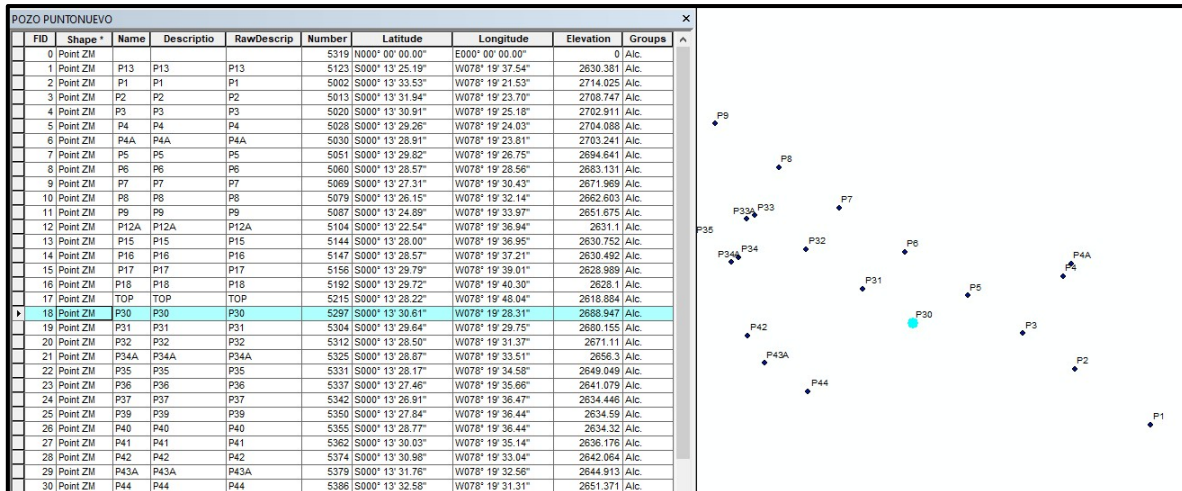 POZO PUNTONUEVO
FID Shape * Name Descriptio RawDescrip Number Latitude Longitude Elevation Groups
0 Point ZM 5319 N000° 00' 00.00" E000° 00' 00.00" 0 Alc.
1 Point ZM P13 P13 P13 5123 S000° 13' 25.19" W078° 19' 37.54" 2630.381 Alc.
2 Point ZM P1 P1 P1 5002 S000° 13' 33.53" W078° 19' 21.53" 2714.025 Alc.
3 Point ZM P2 P2 P2 5013 S000° 13' 31.94" W078° 19' 23.70" 2708.747 Alc.
4 Point ZM P3 P3 P3 5020 S000° 13' 30.91" W078° 19' 25.18" 2702.911 Alc.
5 Point ZM P4 P4 P4 5028 S000° 13' 29.26" W078° 19' 24.03" 2704.088 Alc.
6 Point ZM P4A P4A P4A 5030 S000° 13' 28.91" W078° 19' 23.81" 2703.241 Alc.
7 Point ZM P5 P5 P5 5051 S000° 13' 29.82" W078° 19' 26.75" 2694.641 Alc.
8 Point ZM P6 P6 P6 5060 S000° 13' 28.57" W078° 19' 28.56" 2683.131 Alc.
9 Point ZM P7 P7 P7 5069 S000° 13' 27.31" W078° 19' 30.43" 2671.969 Alc.
10 Point ZM P8 P8 P8 5079 S000° 13' 26.15" W078° 19' 32.14" 2662.603 Alc.
11 Point ZM P9 P9 P9 5087 S000° 13' 24.89" W078° 19' 33.97" 2651.675 Alc.
12 Point ZM P12A P12A P12A 5104 S000° 13' 22.54" W078° 19' 36.94" 2631.1 Alc.
13 Point ZM P15 P15 P15 5144 S000° 13' 28.00" W078° 19' 36.95" 2630.752 Alc.
14 Point ZM P16 P16 P16 5147 S000° 13' 28.57" W078° 19' 37.21" 2630.492 Alc.
15 Point ZM P17 P17 P17 5156 S000° 13' 29.79" W078° 19' 39.01" 2628.989 Alc.
16 Point ZM P18 P18 P18 5192 S000° 13' 29.72" W078° 19' 40.30" 2628.1 Alc.
17 Point ZM TOP TOP TOP 5215 S000° 13' 28.22" W078° 19' 48.04" 2618.884 Alc.
18 Point ZM P30 P30 P30 5297 S000° 13' 30.61" W078° 19' 28.31" 2688.947 Alc.
19 Point ZM P31 P31 P31 5304 S000° 13' 29.64" W078° 19' 29.75" 2680.155 Alc.
20 Point ZM P32 P32 P32 5312 S000° 13' 28.50" W078° 19' 31.37" 2671.11 Alc.
21 Point ZM P34A P34A P34A 5325 S000° 13' 28.87" W078° 19' 33.51" 2656.3 Alc.
22 Point ZM P35 P35 P35 5331 S000° 13' 28.17" W078° 19' 34.58" 2649.049 Alc.
23 Point ZM P36 P36 P36 5337 S000° 13' 27.46" W078° 19' 35.66" 2641.079 Alc.
24 Point ZM P37 P37 P37 5342 S000° 13' 26.91" W078° 19' 36.47" 2634.446 Alc.
25 Point ZM P39 P39 P39 5350 S000° 13' 27.84" W078° 19' 36.44" 2634.59 Alc.
26 Point ZM P40 P40 P40 5355 S000° 13' 28.77" W078° 19' 36.44" 2634.32 Alc.
27 Point ZM P41 P41 P41 5362 S000° 13' 30.03" W078° 19' 35.14" 2636.176 Alc.
28 Point ZM P42 P42 P42 5374 S000° 13' 30.98" W078° 19' 33.04" 2642.064 Alc.
29 Point ZM P43A P43A P43A 5379 S000° 13' 31.76" W078° 19' 32.56" 2644.913 Alc.
30 Point ZM P44 P44 P44 5386 S000° 13' 32.58" W078° 19' 31.31" 2651.371 Alc.
P9
P8
P7
P33A P33
P35
P32
P6
P34A P34
P4A
P4
P31
P5
P30
P42
P3
P43A
P2
P44
P1